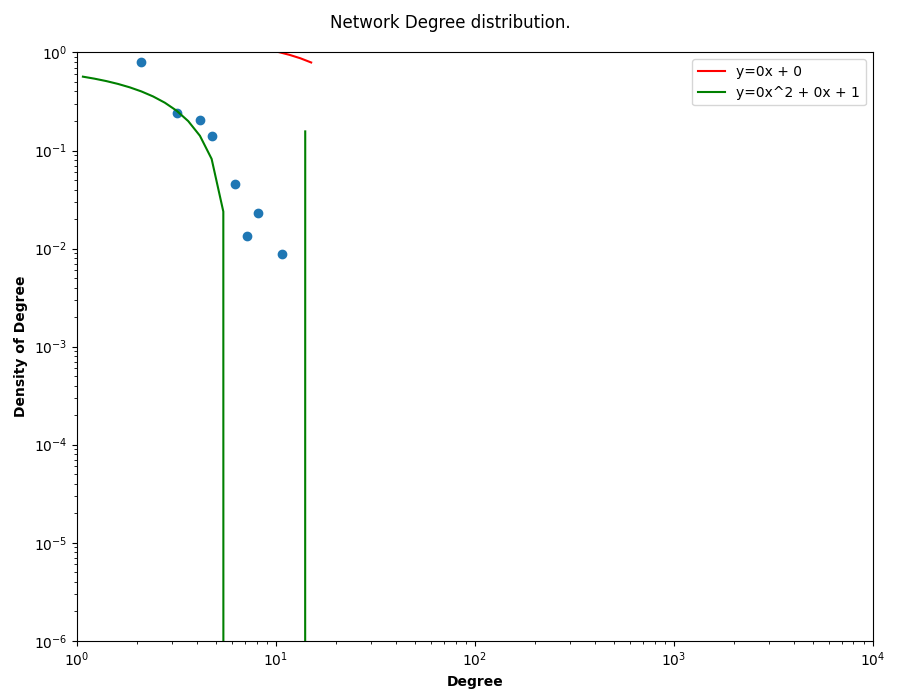 Network Degree distribution.
y=0x + 0
y=0x^2 + 0x + 1
Density of Degree
10^0
10^-1
10^-2
10^-3
10^-4
10^-5
10^-6
10^0 10^1 10^2 10^3 10^4
Degree